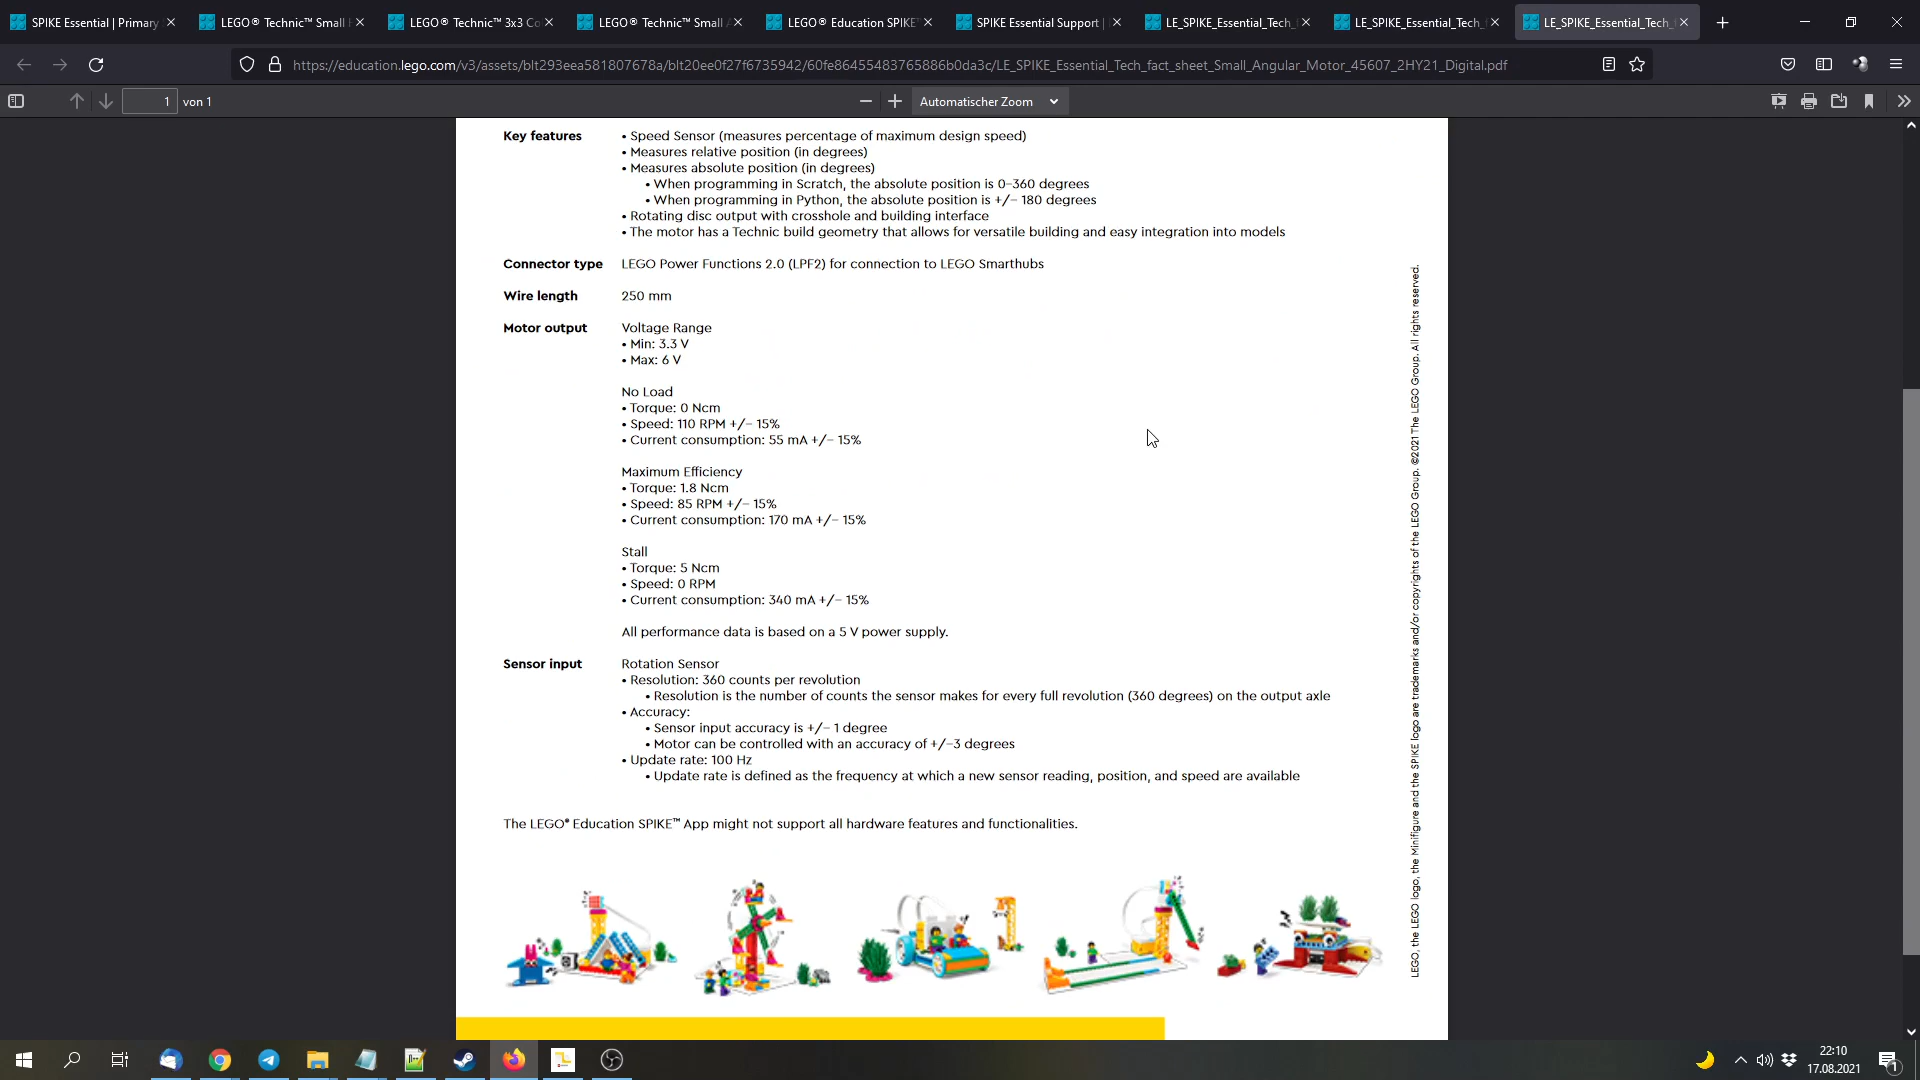 SPIKE Essential | Primary
LEGO® Technic™ Small
LEGO® Technic™ 3x3 Co
LEGO® Technic™ Small
LEGO® Education SPIKE™
SPIKE Essential Support |
LE_SPIKE_Essential_Tech_
LE_SPIKE_Essential_Tech_
LE_SPIKE_Essential_Tech_
https://education.lego.com/v3/assets/blt293eea581807678a/blt20ee0f27f6735942/60fe86455483765886b0da3c/LE_SPIKE_Essential_Tech_fact_sheet_Small_Angular_Motor_45607_2HY21_Digital.pdf
1 von 1
Automatischer Zoom
Key features
• Speed Sensor (measures percentage of maximum design speed)
• Measures relative position (in degrees)
• Measures absolute position (in degrees)
• When programming in Scratch, the absolute position is 0–360 degrees
• When programming in Python, the absolute position is +/– 180 degrees
• Rotating disc output with crosshole and building interface
• The motor has a Technic build geometry that allows for versatile building and easy integration into models
Connector type LEGO Power Functions 2.0 (LPF2) for connection to LEGO Smarthubs
Wire length 250 mm
Motor output Voltage Range
• Min: 3.3 V
• Max: 6 V
No Load
• Torque: 0 Ncm
• Speed: 110 RPM +/– 15%
• Current consumption: 55 mA +/– 15%
Maximum Efficiency
• Torque: 1.8 Ncm
• Speed: 85 RPM +/– 15%
• Current consumption: 170 mA +/– 15%
Stall
• Torque: 5 Ncm
• Speed: 0 RPM
• Current consumption: 340 mA +/– 15%
All performance data is based on a 5 V power supply.
Sensor input Rotation Sensor
• Resolution: 360 counts per revolution
• Resolution is the number of counts the sensor makes for every full revolution (360 degrees) on the output axle
• Accuracy:
• Sensor input accuracy is +/– 1 degree
• Motor can be controlled with an accuracy of +/–3 degrees
• Update rate: 100 Hz
• Update rate is defined as the frequency at which a new sensor reading, position, and speed are available
The LEGO® Education SPIKE™ App might not support all hardware features and functionalities.
LEGO, the LEGO logo, the Minifigure and the SPIKE logo are trademarks and/or copyrights of the LEGO Group. ©2021 The LEGO Group. All rights reserved.
22:10
17.08.2021
1